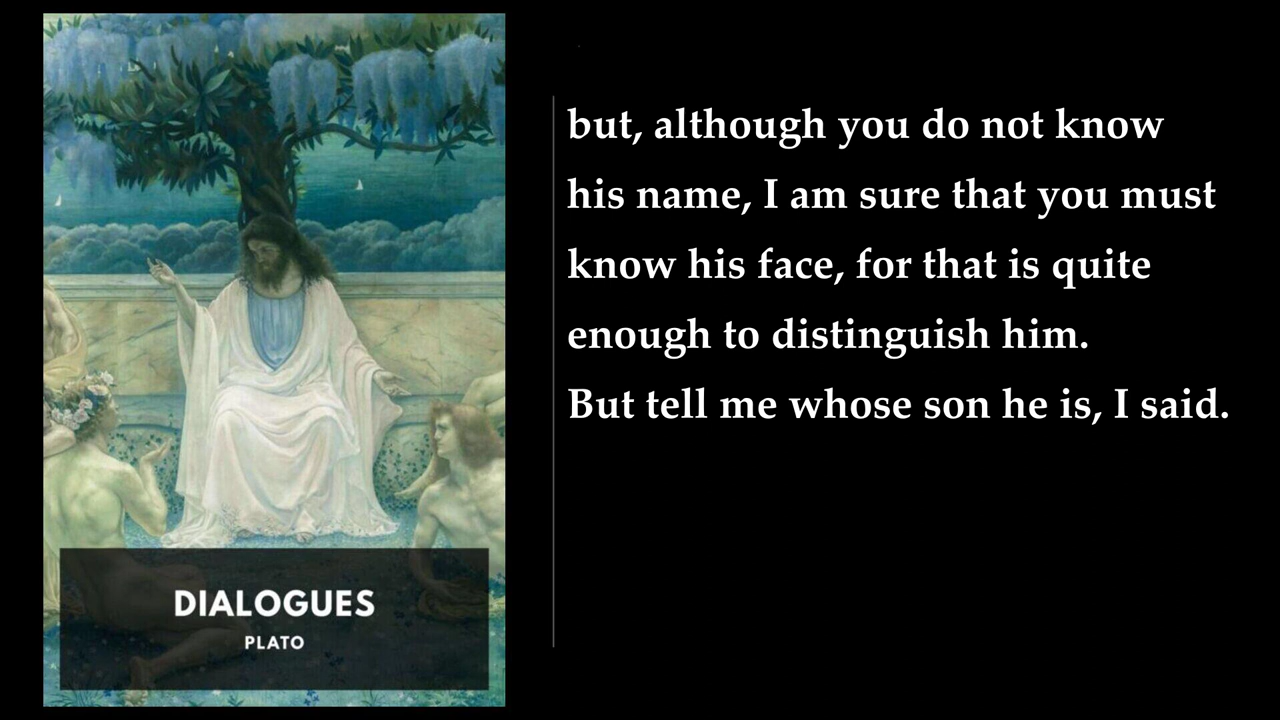 but, although you do not know
his name, I am sure that you must
know his face, for that is quite
enough to distinguish him.
But tell me whose son he is, I said.
DIALOGUES
PLATO